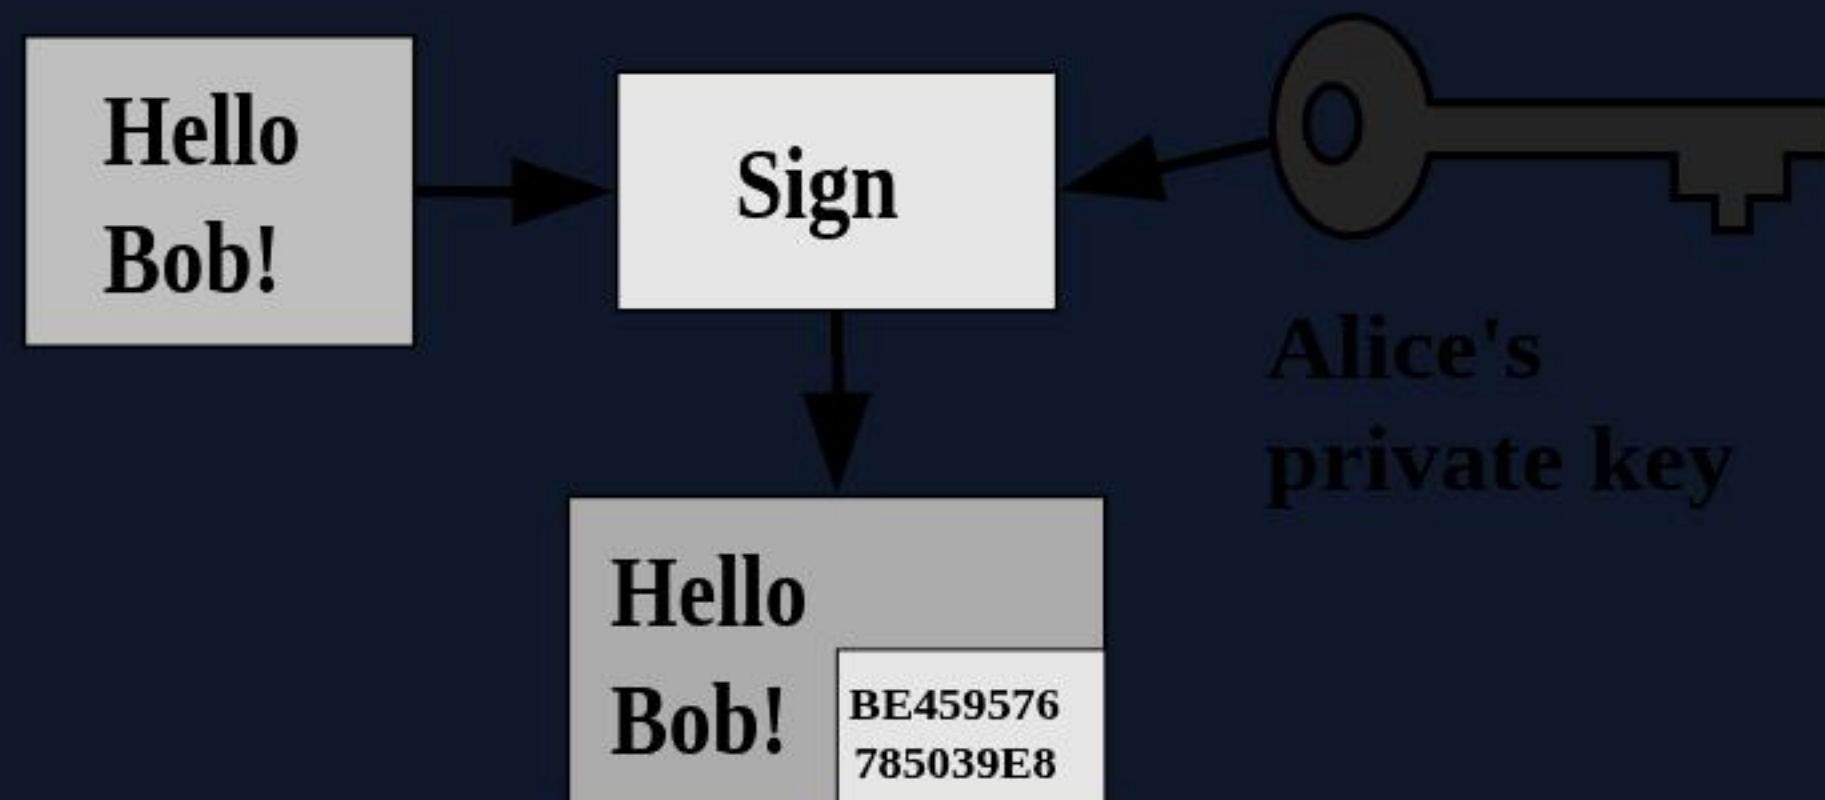 Hello
Bob!
Sign
Alice's
private key
Hello
Bob!
BE459576
785039E8